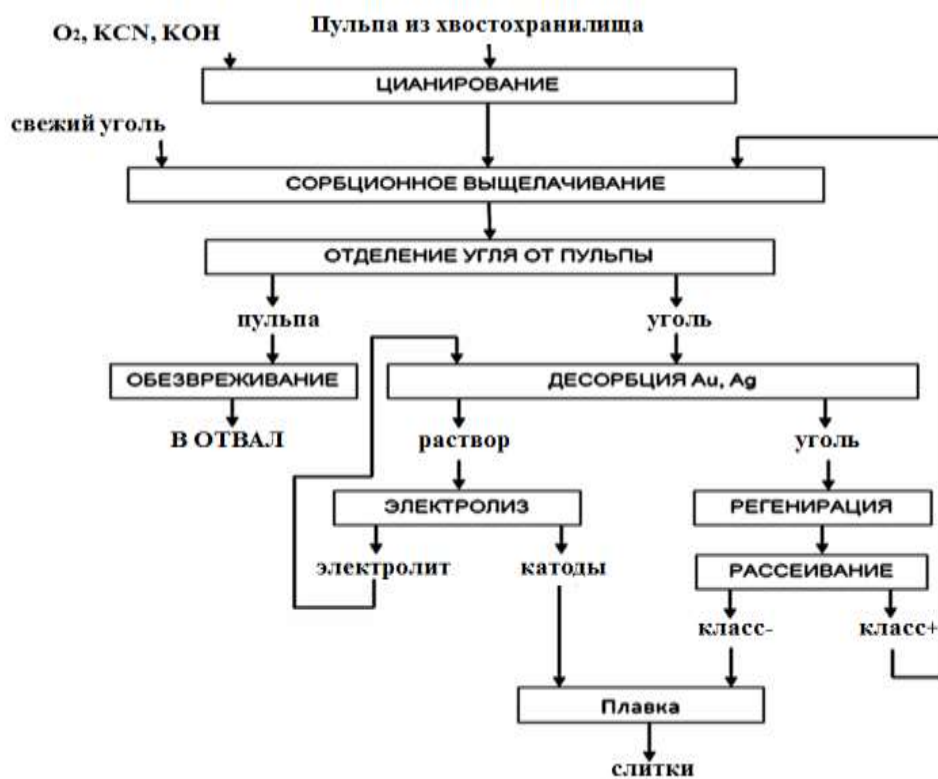 O₂, KCN, KOH
Пульпа из хвостохранилища
ЦИАНИРОВАНИЕ
свежий уголь
СОРБЦИОННОЕ ВЫЩЕЛАЧИВАНИЕ
ОТДЕЛЕНИЕ УГЛЯ ОТ ПУЛЬПЫ
пульпа
уголь
ОБЕЗВРЕЖИВАНИЕ
ДЕСОРБЦИЯ Au, Ag
В ОТВАЛ
раствор
уголь
ЭЛЕКТРОЛИЗ
РЕГЕНИРАЦИЯ
электролит
катоды
РАССЕИВАНИЕ
класс-
класс+
Плавка
слитки